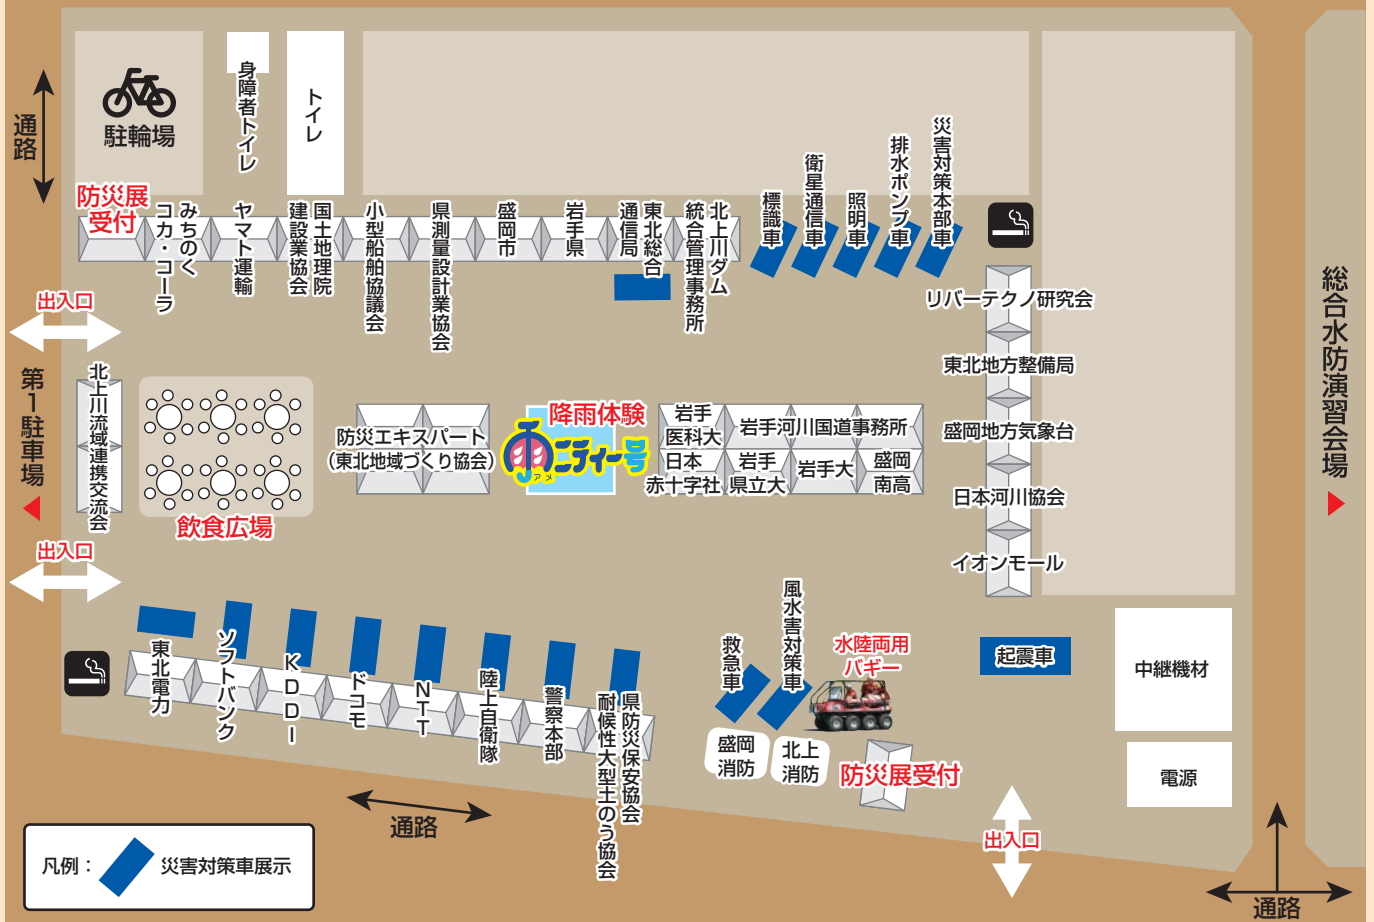 通路
駐輪場
身障者トイレ
トイレ
防災展
受付
みちのく
コカ・コーラ
ヤマト運輸
国土地理院
建設業協会
小型船舶協議会
県測量設計業協会
盛岡市
岩手県
東北総合
通信局
北上川ダム
統合管理事務所
標識車
衛星通信車
照明車
排水ポンプ車
災害対策本部車
出入口
第1駐車場
北上川流域連携交流会
飲食広場
出入口
防災エキスパート
（東北地域づくり協会）
降雨体験
雨ニティー号
アメ
岩手
医科大
岩手河川国道事務所
日本
赤十字社
岩手
県立大
岩手大
盛岡
南高
リバーテクノ研究会
東北地方整備局
盛岡地方気象台
日本河川協会
イオンモール
総合水防演習会場
東北電力
ソフトバンク
KDDI
ドコモ
NTT
陸上自衛隊
警察本部
県防災保安協会
耐候性大型土のう協会
救急車
風水害対策車
水陸両用
バギー
盛岡
消防
北上
消防
防災展受付
起震車
中継機材
電源
出入口
通路
通路
凡例：
災害対策車展示